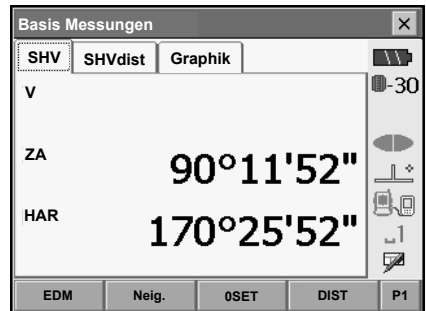 Basis Messungen
SHV SHVdist Graphik
V
-30
ZA 90°11'52"
HAR 170°25'52"
1
EDM Neig. 0SET DIST P1